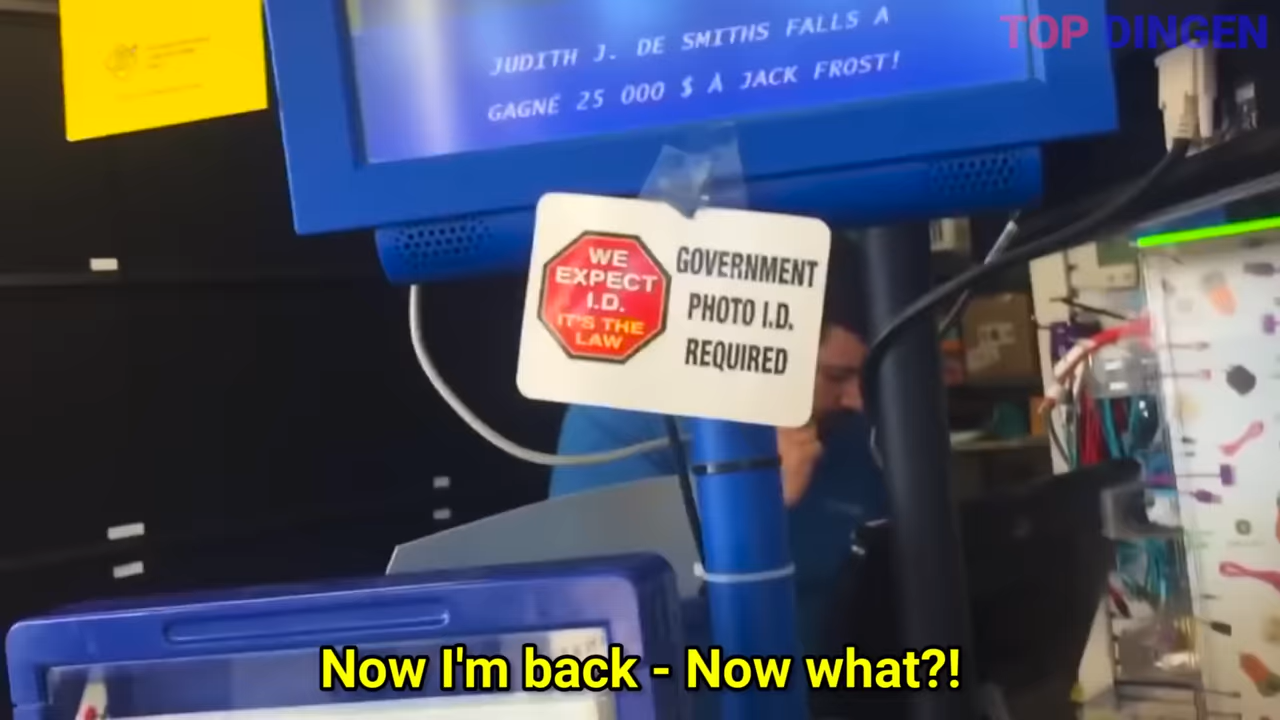 TOP DINGEN
JUDITH J. DE SMITHS FALLS A
GAGNÉ 25 000 $ À JACK FROST!
WE
EXPECT
I.D.
IT'S THE
LAW
GOVERNMENT
PHOTO I.D.
REQUIRED
Now I'm back - Now what?!